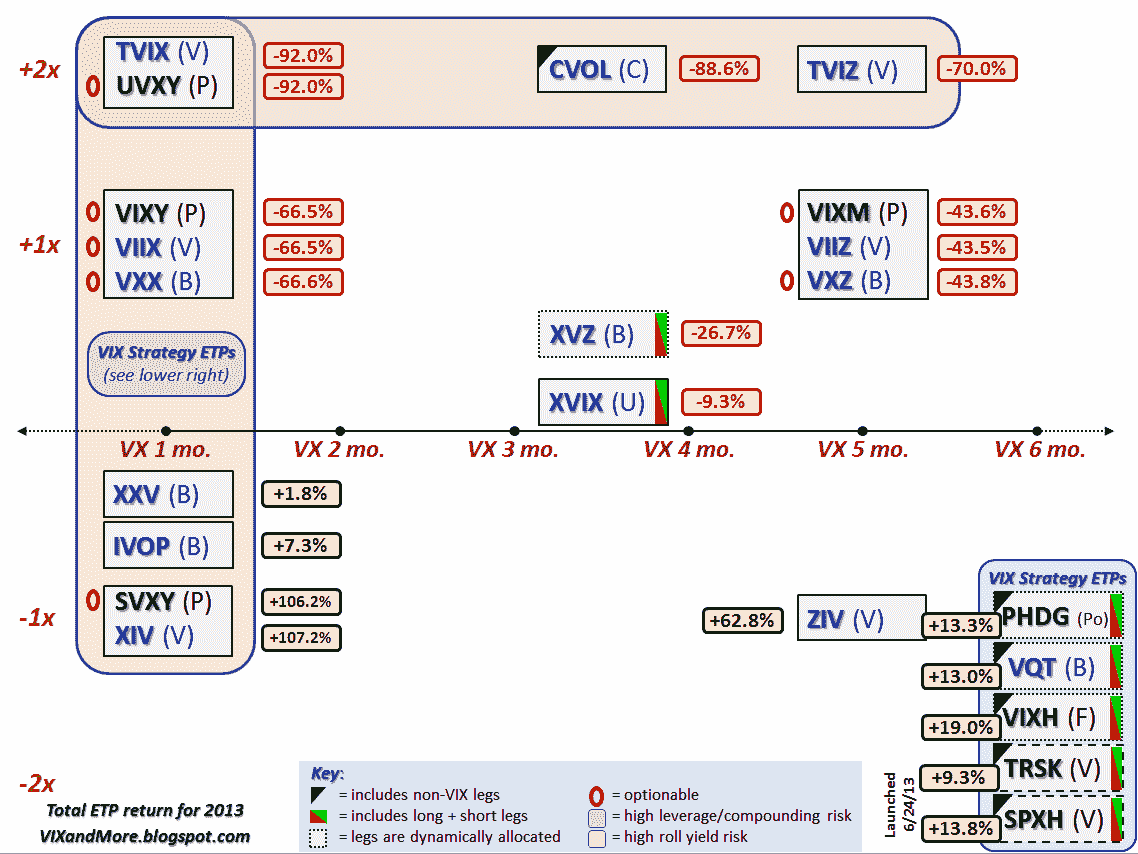 +2x
TVIX (V)
-92.0%
UVXY (P)
-92.0%
CVOL (C)
-88.6%
TVIZ (V)
-70.0%
+1x
VIXY (P)
-66.5%
VIIX (V)
-66.5%
VXX (B)
-66.6%
VIXM (P)
-43.6%
VIIZ (V)
-43.5%
VXZ (B)
-43.8%
XVZ (B)
-26.7%
VIX Strategy ETPs
(see lower right)
XVIX (U)
-9.3%
VX 1 mo.
VX 2 mo.
VX 3 mo.
VX 4 mo.
VX 5 mo.
VX 6 mo.
XXV (B)
+1.8%
IVOP (B)
+7.3%
-1x
SVXY (P)
+106.2%
XIV (V)
+107.2%
+62.8%
ZIV (V)
VIX Strategy ETPs
+13.3%
PHDG (Po)
+13.0%
VQT (B)
+19.0%
VIXH (F)
+9.3%
TRSK (V)
+13.8%
SPXH (V)
Launched
6/24/13
-2x
Total ETP return for 2013
VIXandMore.blogspot.com
Key:
= includes non-VIX legs
= includes long + short legs
= legs are dynamically allocated
= optionable
= high leverage/compounding risk
= high roll yield risk